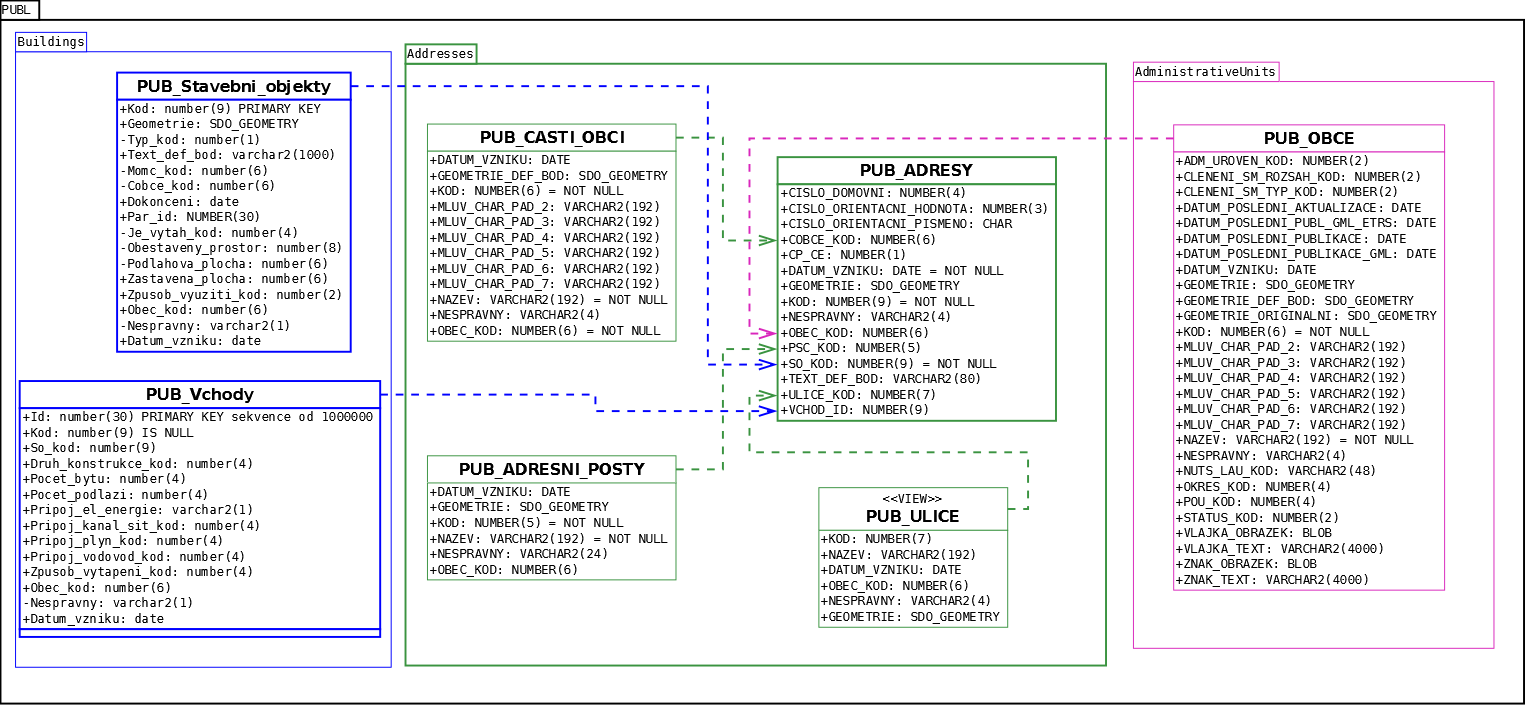 PUBL
Buildings
PUB_Stavebni_objekty
+Kod: number(9) PRIMARY KEY
+Geometrie: SDO_GEOMETRY
-Typ_kod: number(1)
+Text_def_bod: varchar2(1000)
-Momc_kod: number(6)
-Cobce_kod: number(6)
+Dokonceni: date
+Par_id: NUMBER(30)
-Je_vytah_kod: number(4)
-Obestaveny_prostor: number(8)
-Podlahova_plocha: number(6)
+Zastavena_plocha: number(6)
+Zpusob_vyuziti_kod: number(2)
+Obec_kod: number(6)
-Nespravny: varchar2(1)
+Datum_vzniku: date
PUB_Vchody
+Id: number(30) PRIMARY KEY sekvence od 1000000
+Kod: number(9) IS NULL
+So_kod: number(9)
+Druh_konstrukce_kod: number(4)
+Pocet_bytu: number(4)
+Pocet_podlazi: number(4)
+Pripoj_el_energie: varchar2(1)
+Pripoj_kanal_sit_kod: number(4)
+Pripoj_plyn_kod: number(4)
+Pripoj_vodovod_kod: number(4)
+Zpusob_vytapeni_kod: number(4)
+Obec_kod: number(6)
-Nespravny: varchar2(1)
+Datum_vzniku: date
Addresses
PUB_CASTI_OBCI
+DATUM_VZNIKU: DATE
+GEOMETRIE_DEF_BOD: SDO_GEOMETRY
+KOD: NUMBER(6) = NOT NULL
+MLUV_CHAR_PAD_2: VARCHAR2(192)
+MLUV_CHAR_PAD_3: VARCHAR2(192)
+MLUV_CHAR_PAD_4: VARCHAR2(192)
+MLUV_CHAR_PAD_5: VARCHAR2(192)
+MLUV_CHAR_PAD_6: VARCHAR2(192)
+MLUV_CHAR_PAD_7: VARCHAR2(192)
+NAZEV: VARCHAR2(192) = NOT NULL
+NESPRAVNY: VARCHAR2(4)
+OBEC_KOD: NUMBER(6) = NOT NULL
PUB_ADRESNI_POSTY
+DATUM_VZNIKU: DATE
+GEOMETRIE: SDO_GEOMETRY
+KOD: NUMBER(5) = NOT NULL
+NAZEV: VARCHAR2(192) = NOT NULL
+NESPRAVNY: VARCHAR2(24)
+OBEC_KOD: NUMBER(6)
PUB_ADRESY
+CISLO_DOMOVNI: NUMBER(4)
+CISLO_ORIENTACNI_HODNOTA: NUMBER(3)
+CISLO_ORIENTACNI_PISMENO: CHAR
+COBCE_KOD: NUMBER(6)
+CP_CE: NUMBER(1)
+DATUM_VZNIKU: DATE = NOT NULL
+GEOMETRIE: SDO_GEOMETRY
+KOD: NUMBER(9) = NOT NULL
+NESPRAVNY: VARCHAR2(4)
+OBEC_KOD: NUMBER(6)
+PSC_KOD: NUMBER(5)
+SO_KOD: NUMBER(9) = NOT NULL
+TEXT_DEF_BOD: VARCHAR2(80)
+ULICE_KOD: NUMBER(7)
+VCHOD_ID: NUMBER(9)
<<VIEW>>
PUB_ULICE
+KOD: NUMBER(7)
+NAZEV: VARCHAR2(192)
+DATUM_VZNIKU: DATE
+OBEC_KOD: NUMBER(6)
+NESPRAVNY: VARCHAR2(4)
+GEOMETRIE: SDO_GEOMETRY
AdministrativeUnits
PUB_OBCE
+ADM_UROVEN_KOD: NUMBER(2)
+CLENENI_SM_ROZSAH_KOD: NUMBER(2)
+CLENENI_SM_TYP_KOD: NUMBER(2)
+DATUM_POSLEDNI_AKTUALIZACE: DATE
+DATUM_POSLEDNI_PUBL_GML_ETRS: DATE
+DATUM_POSLEDNI_PUBLIKACE: DATE
+DATUM_POSLEDNI_PUBLIKACE_GML: DATE
+DATUM_VZNIKU: DATE
+GEOMETRIE: SDO_GEOMETRY
+GEOMETRIE_DEF_BOD: SDO_GEOMETRY
+GEOMETRIE_ORIGINALNI: SDO_GEOMETRY
+KOD: NUMBER(6) = NOT NULL
+MLUV_CHAR_PAD_2: VARCHAR2(192)
+MLUV_CHAR_PAD_3: VARCHAR2(192)
+MLUV_CHAR_PAD_4: VARCHAR2(192)
+MLUV_CHAR_PAD_5: VARCHAR2(192)
+MLUV_CHAR_PAD_6: VARCHAR2(192)
+MLUV_CHAR_PAD_7: VARCHAR2(192)
+NAZEV: VARCHAR2(192) = NOT NULL
+NESPRAVNY: VARCHAR2(4)
+NUTS_LAU_KOD: VARCHAR2(48)
+OKRES_KOD: NUMBER(4)
+POU_KOD: NUMBER(4)
+STATUS_KOD: NUMBER(2)
+VLAJKA_OBRAZEK: BLOB
+VLAJKA_TEXT: VARCHAR2(4000)
+ZNAK_OBRAZEK: BLOB
+ZNAK_TEXT: VARCHAR2(4000)